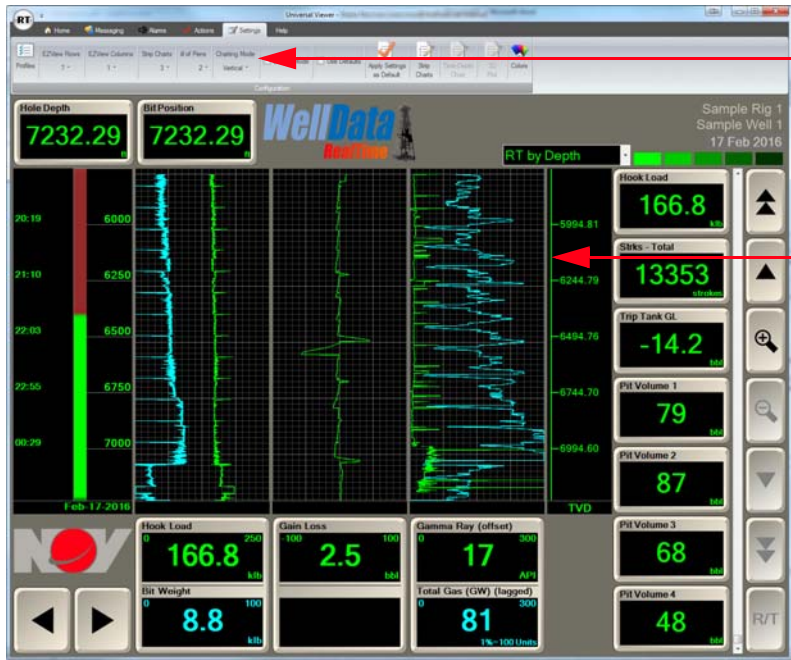 RT
Universal Viewer -
Home Messaging Alarms Actions Settings Help
Profiles
EZView Rows EZView Columns Strip Charts # of Pens Charting Mode
3 2 Vertical
Use Defaults
Apply Settings as Default
Strip Charts
Colors
Configuration
Hole Depth
7232.29
ft
Bit Position
7232.29
ft
WellData
RealTime
Sample Rig 1
Sample Well 1
17 Feb 2016
RT by Depth
20:19 6000
21:10 6250
22:03 6500
22:55 6750
00:29 7000
Feb-17-2016
5994.81
6244.79
6494.76
6744.70
6994.60
TVD
Hook Load
166.8
klb
Strks - Total
13353
strokes
Trip Tank GL
-14.2
bbl
Pit Volume 1
79
bbl
Pit Volume 2
87
bbl
Pit Volume 3
68
bbl
Pit Volume 4
48
bbl
R/T
NOV
Hook Load
0 250
166.8
klb
Bit Weight
0 100
8.8
klb
Gain Loss
-100 100
2.5
bbl
Gamma Ray (offset)
0 300
17
API
Total Gas (GW) (lagged)
0 300
81
1%=100 Units